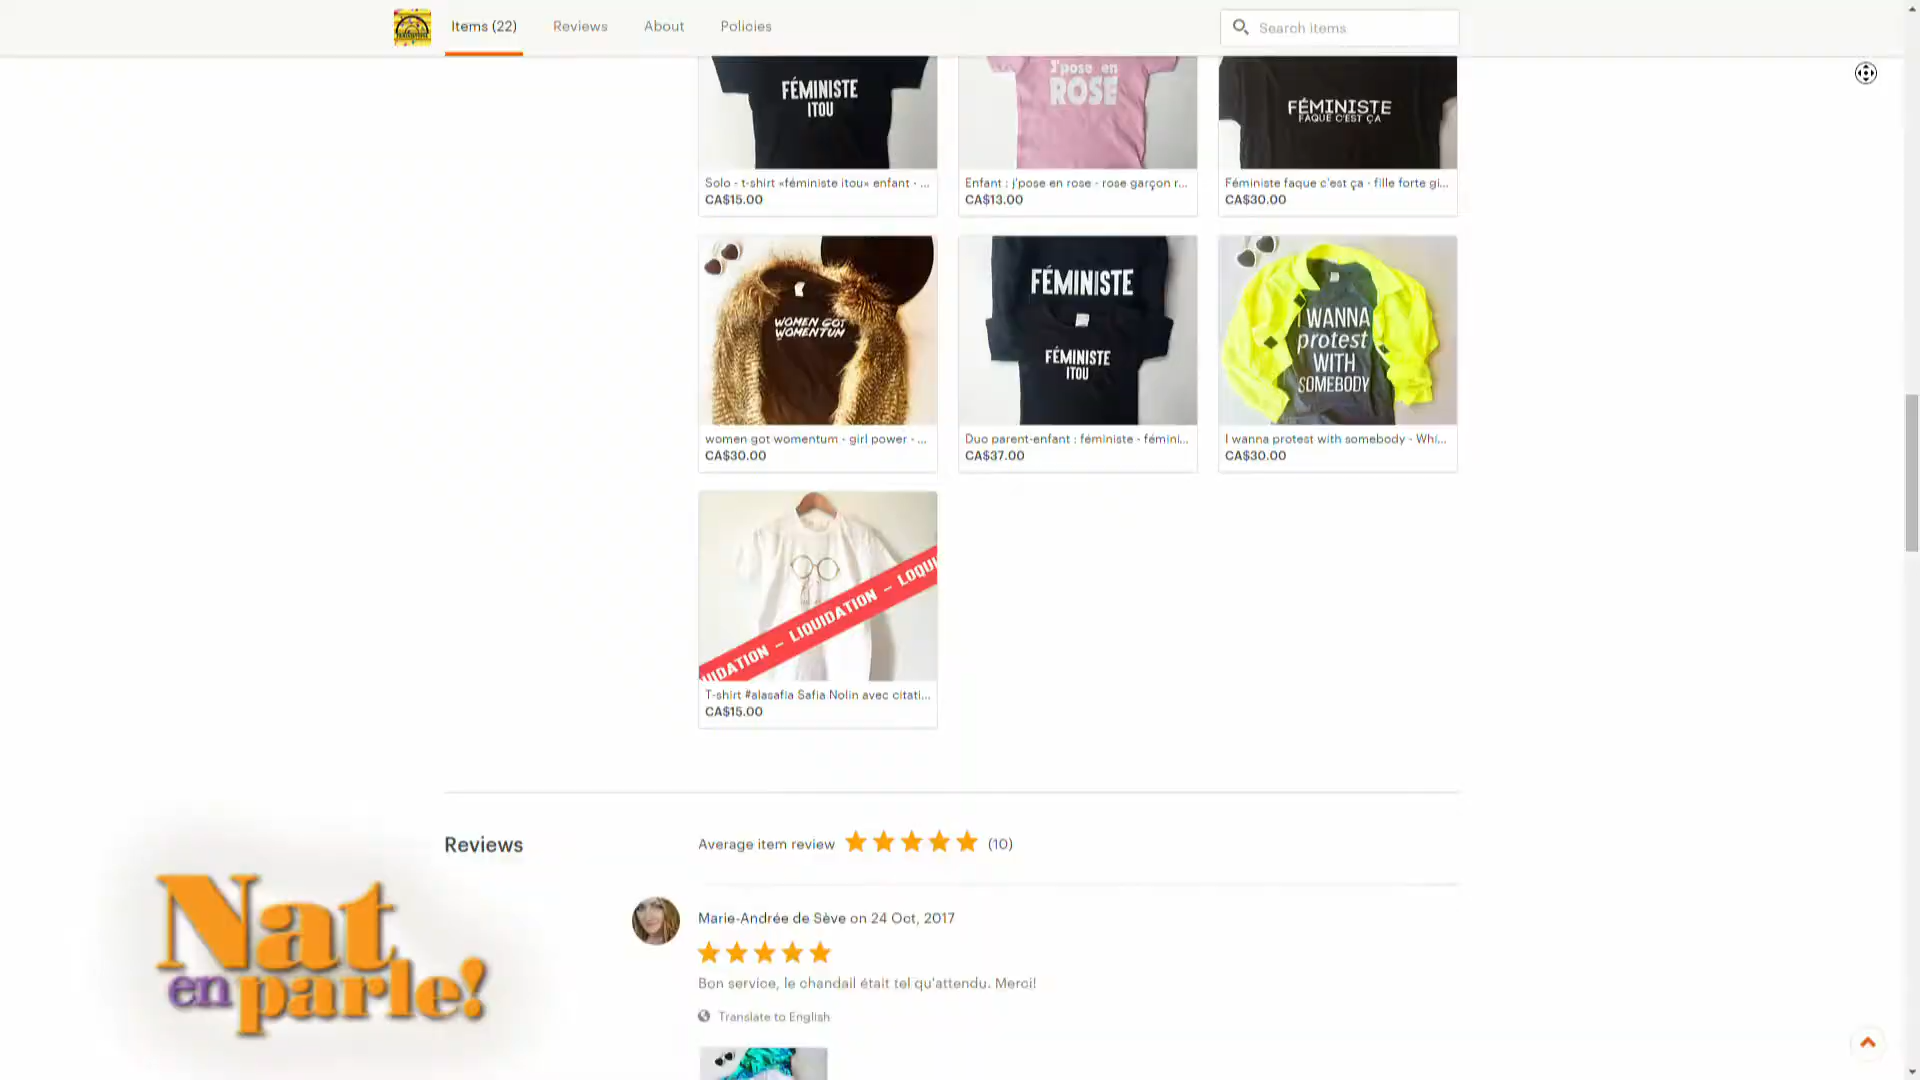 Items (22)
Reviews
About
Policies
Search items
FÉMINISTE
ITOU
J'pose en
ROSE
FÉMINISTE
FAQUE C'EST ÇA
Solo - t-shirt «féministe itou» enfant - ...
CA$15.00
Enfant : j'pose en rose - rose garçon r...
CA$13.00
Féministe faque c'est ça - fille forte gi...
CA$30.00
WOMEN GOT
WOMENTUM
FÉMINISTE
FÉMINISTE
ITOU
I WANNA
protest
WITH
SOMEBODY
women got womentum - girl power - ...
CA$30.00
Duo parent-enfant : féministe - fémini...
CA$37.00
I wanna protest with somebody - Whi...
CA$30.00
UIDATION – LIQUIDATION – LOQUI
T-shirt #alasafia Safia Nolin avec citati...
CA$15.00
Reviews
Average item review
(10)
Marie-Andrée de Sève on 24 Oct, 2017
Bon service, le chandail était tel qu'attendu. Merci!
Translate to English
Nat
en parle!